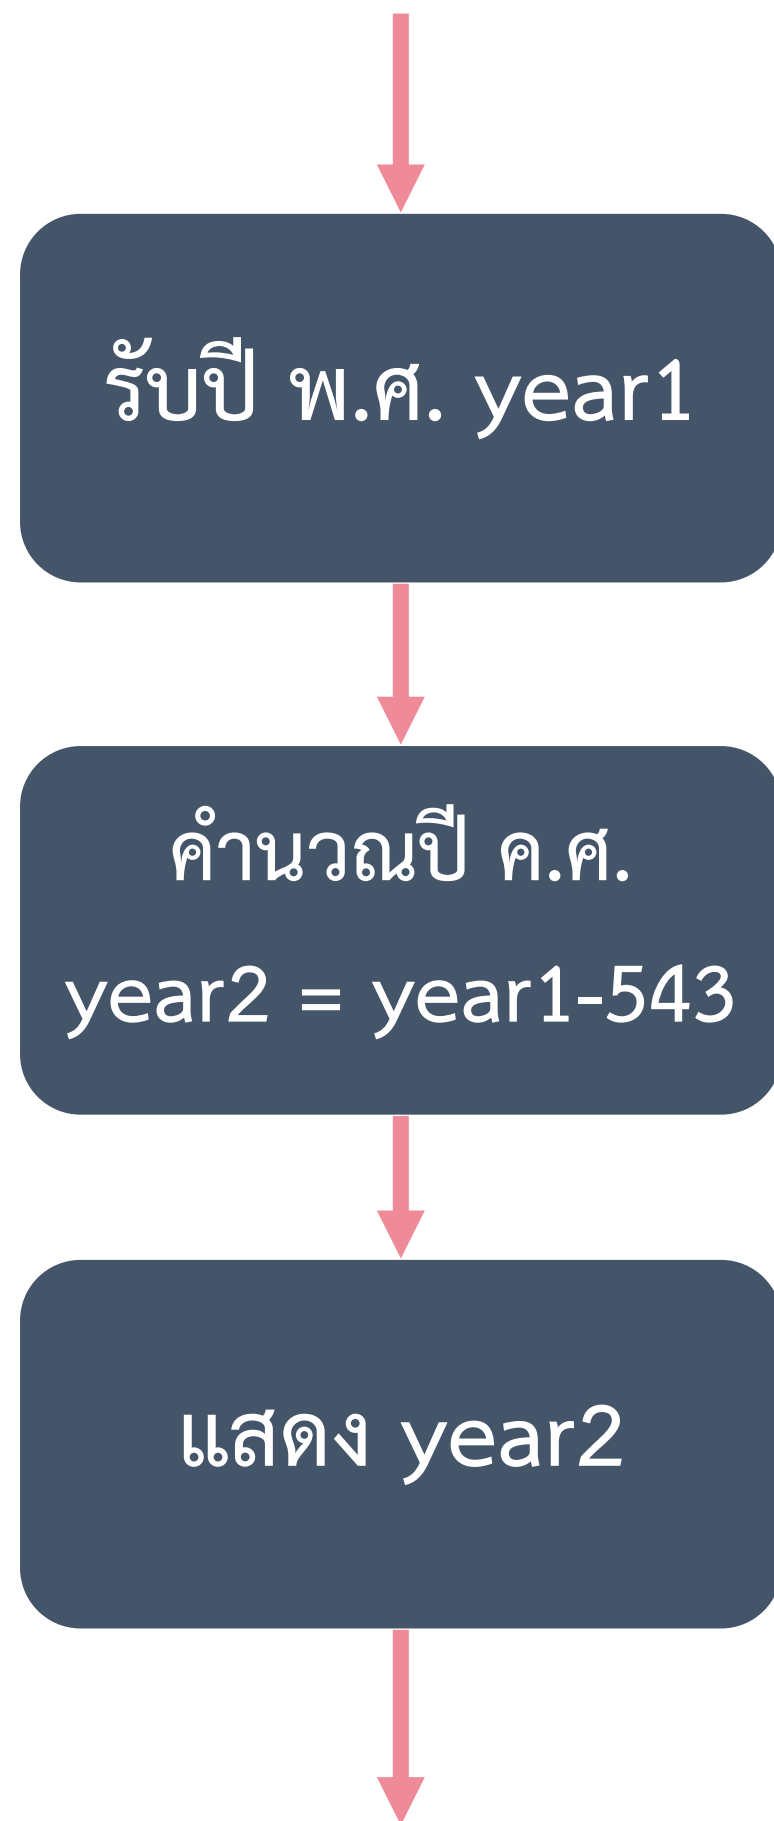 รับปี พ.ศ. year1
คำนวณปี ค.ศ.
year2 = year1-543
แสดง year2